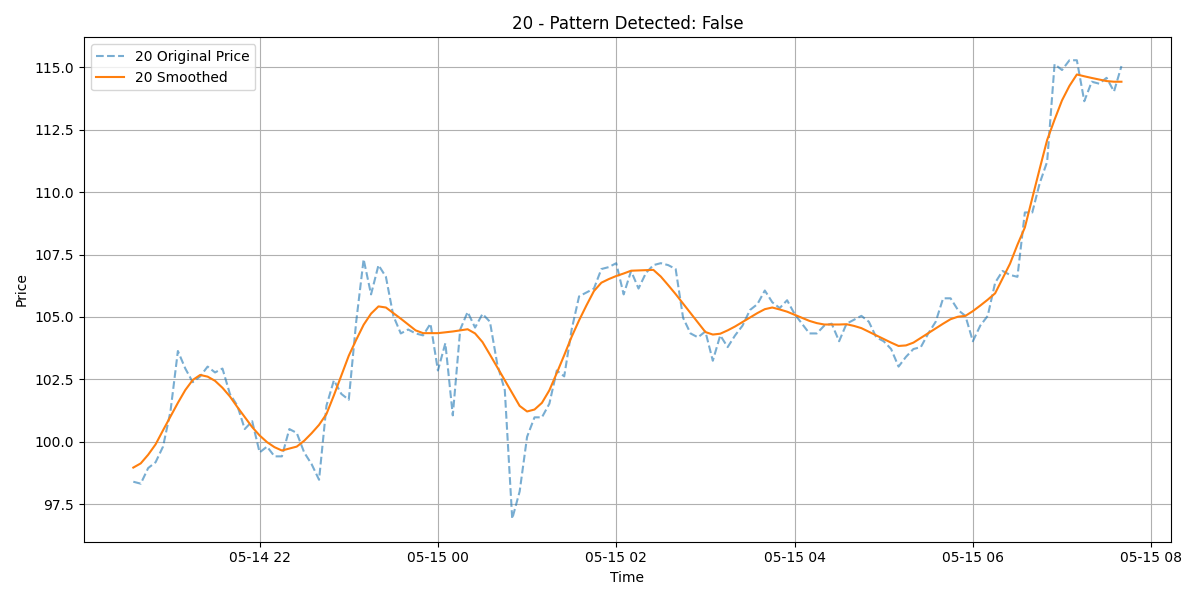 20 - Pattern Detected: False
20 Original Price
20 Smoothed
115.0
112.5
110.0
107.5
105.0
102.5
100.0
97.5
Price
05-14 22
05-15 00
05-15 02
05-15 04
05-15 06
05-15 08
Time